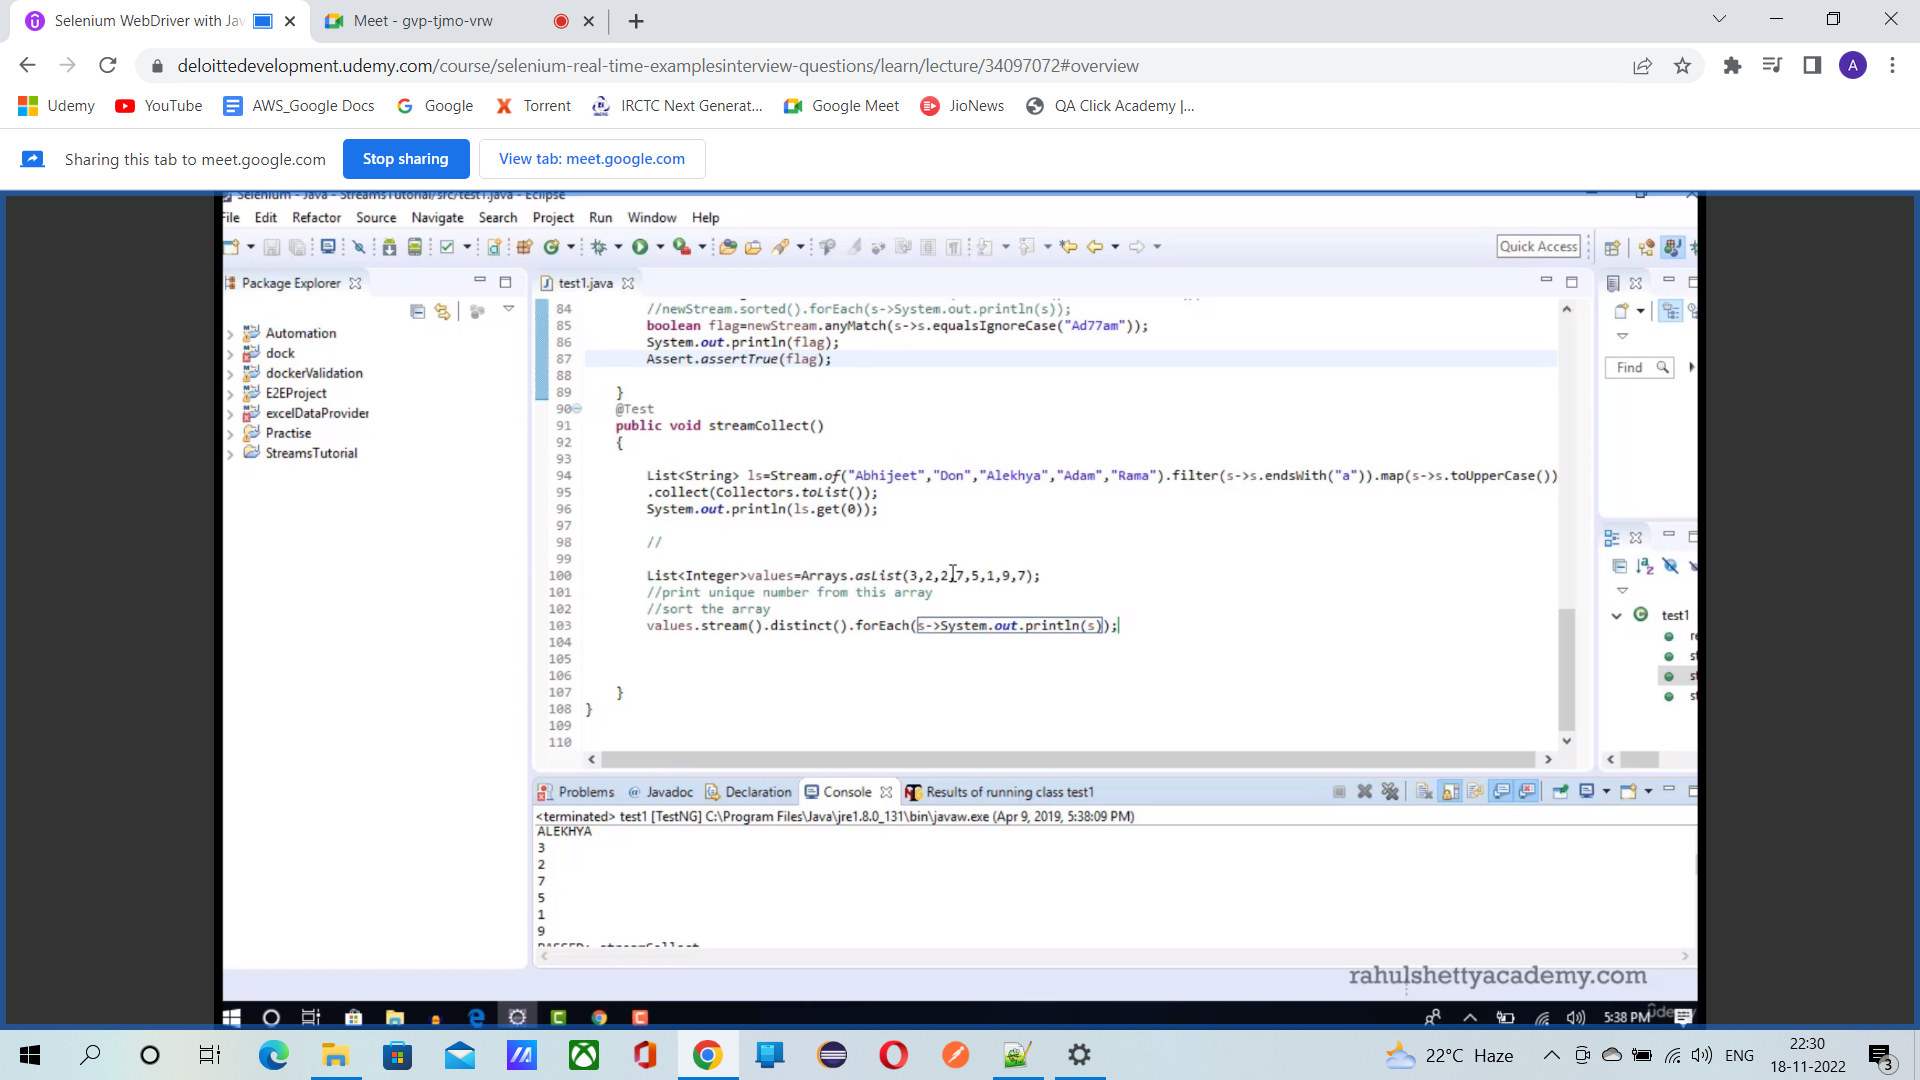 Selenium WebDriver with Jav
Meet - gvp-tjmo-vrw
deloittedevelopment.udemy.com/course/selenium-real-time-examplesinterview-questions/learn/lecture/34097072#overview
A
Udemy YouTube AWS_Google Docs Google Torrent IRCTC Next Generat... Google Meet JioNews QA Click Academy |...
Sharing this tab to meet.google.com Stop sharing View tab: meet.google.com
Selenium - Java - StreamsTutorial/src/test1.java - Eclipse
File Edit Refactor Source Navigate Search Project Run Window Help
Quick Access
Package Explorer
test1.java
Automation
dock
dockerValidation
E2EProject
excelDataProvider
Practise
StreamsTutorial
84 //newStream.sorted().forEach(s->System.out.println(s));
85 boolean flag=newStream.anyMatch(s->s.equalsIgnoreCase("Ad77am"));
86 System.out.println(flag);
87 Assert.assertTrue(flag);
88
89 }
90 @Test
91 public void streamCollect()
92 {
93
94 List<String> ls=Stream.of("Abhijeet","Don","Alekhya","Adam","Rama").filter(s->s.endsWith("a")).map(s->s.toUpperCase())
95 .collect(Collectors.toList());
96 System.out.println(ls.get(0));
97
98 //
99
100 List<Integer>values=Arrays.asList(3,2,2,7,5,1,9,7);
101 //print unique number from this array
102 //sort the array
103 values.stream().distinct().forEach(s->System.out.println(s));
104
105
106
107 }
108 }
109
110
Find
test1
Problems @ Javadoc Declaration Console Results of running class test1
<terminated> test1 [TestNG] C:\Program Files\Java\jre1.8.0_131\bin\javaw.exe (Apr 9, 2019, 5:38:09 PM)
ALEKHYA
3
2
7
5
1
9
PASSED: streamCollect
rahulshettyacademy.com
5:38 PM
22°C Haze
ENG
22:30
18-11-2022
3